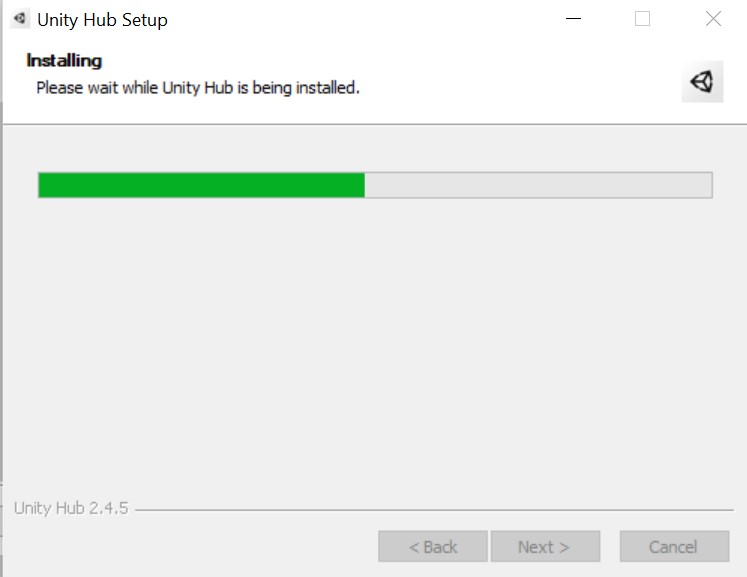 Unity Hub Setup
Installing
Please wait while Unity Hub is being installed.
Unity Hub 2.4.5
< Back
Next >
Cancel